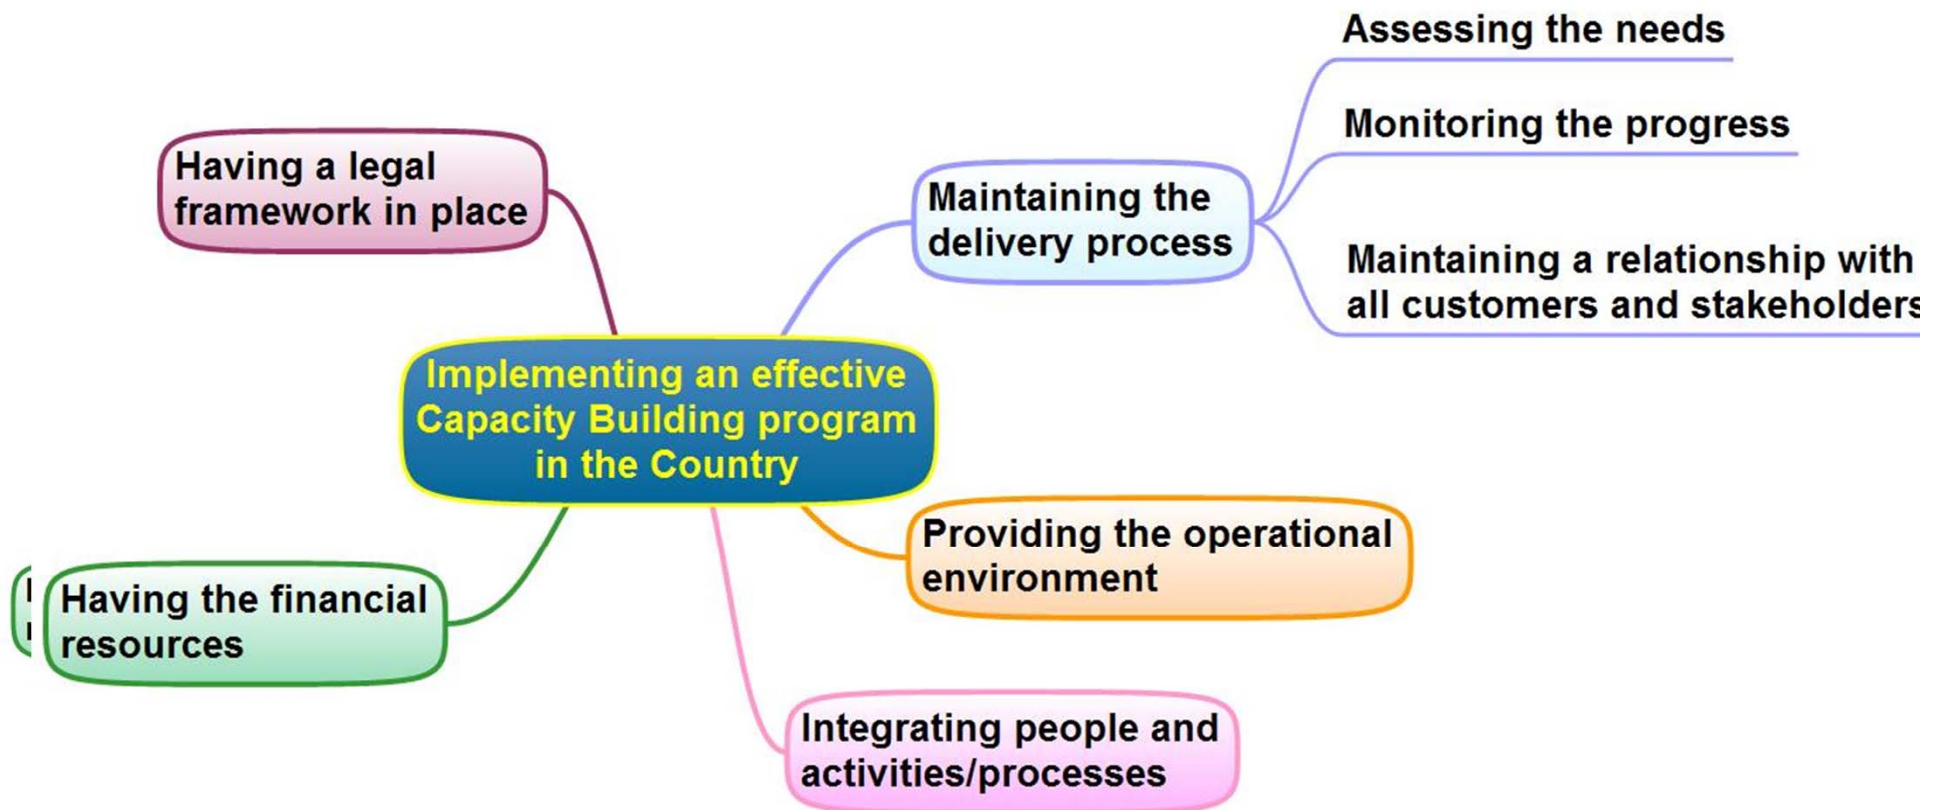 Assessing the needs
Monitoring the progress
Maintaining a relationship with
all customers and stakeholders
Maintaining the
delivery process
Having a legal
framework in place
Implementing an effective
Capacity Building program
in the Country
Providing the operational
environment
Having the financial
resources
Integrating people and
activities/processes